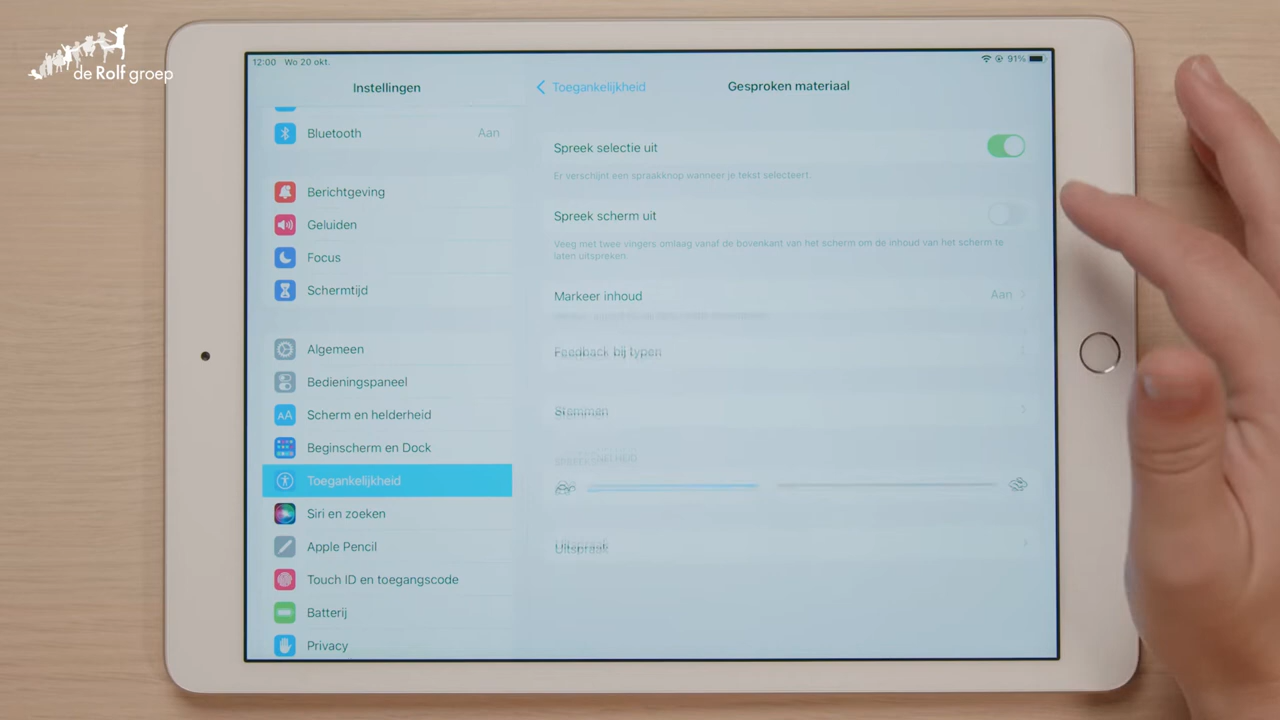 de Rolf groep
12:00 Wo 20 okt.
91%
Instellingen
Bluetooth Aan
Berichtgeving
Geluiden
Focus
Schermtijd
Algemeen
Bedieningspaneel
Scherm en helderheid
Beginscherm en Dock
Toegankelijkheid
Siri en zoeken
Apple Pencil
Touch ID en toegangscode
Batterij
Privacy
Toegankelijkheid
Gesproken materiaal
Spreek selectie uit
Er verschijnt een spraakknop wanneer je tekst selecteert.
Spreek scherm uit
Veeg met twee vingers omlaag vanaf de bovenkant van het scherm om de inhoud van het scherm te
laten uitspreken.
Markeer inhoud Aan
Feedback bij typen
Stemmen
Uitspraak